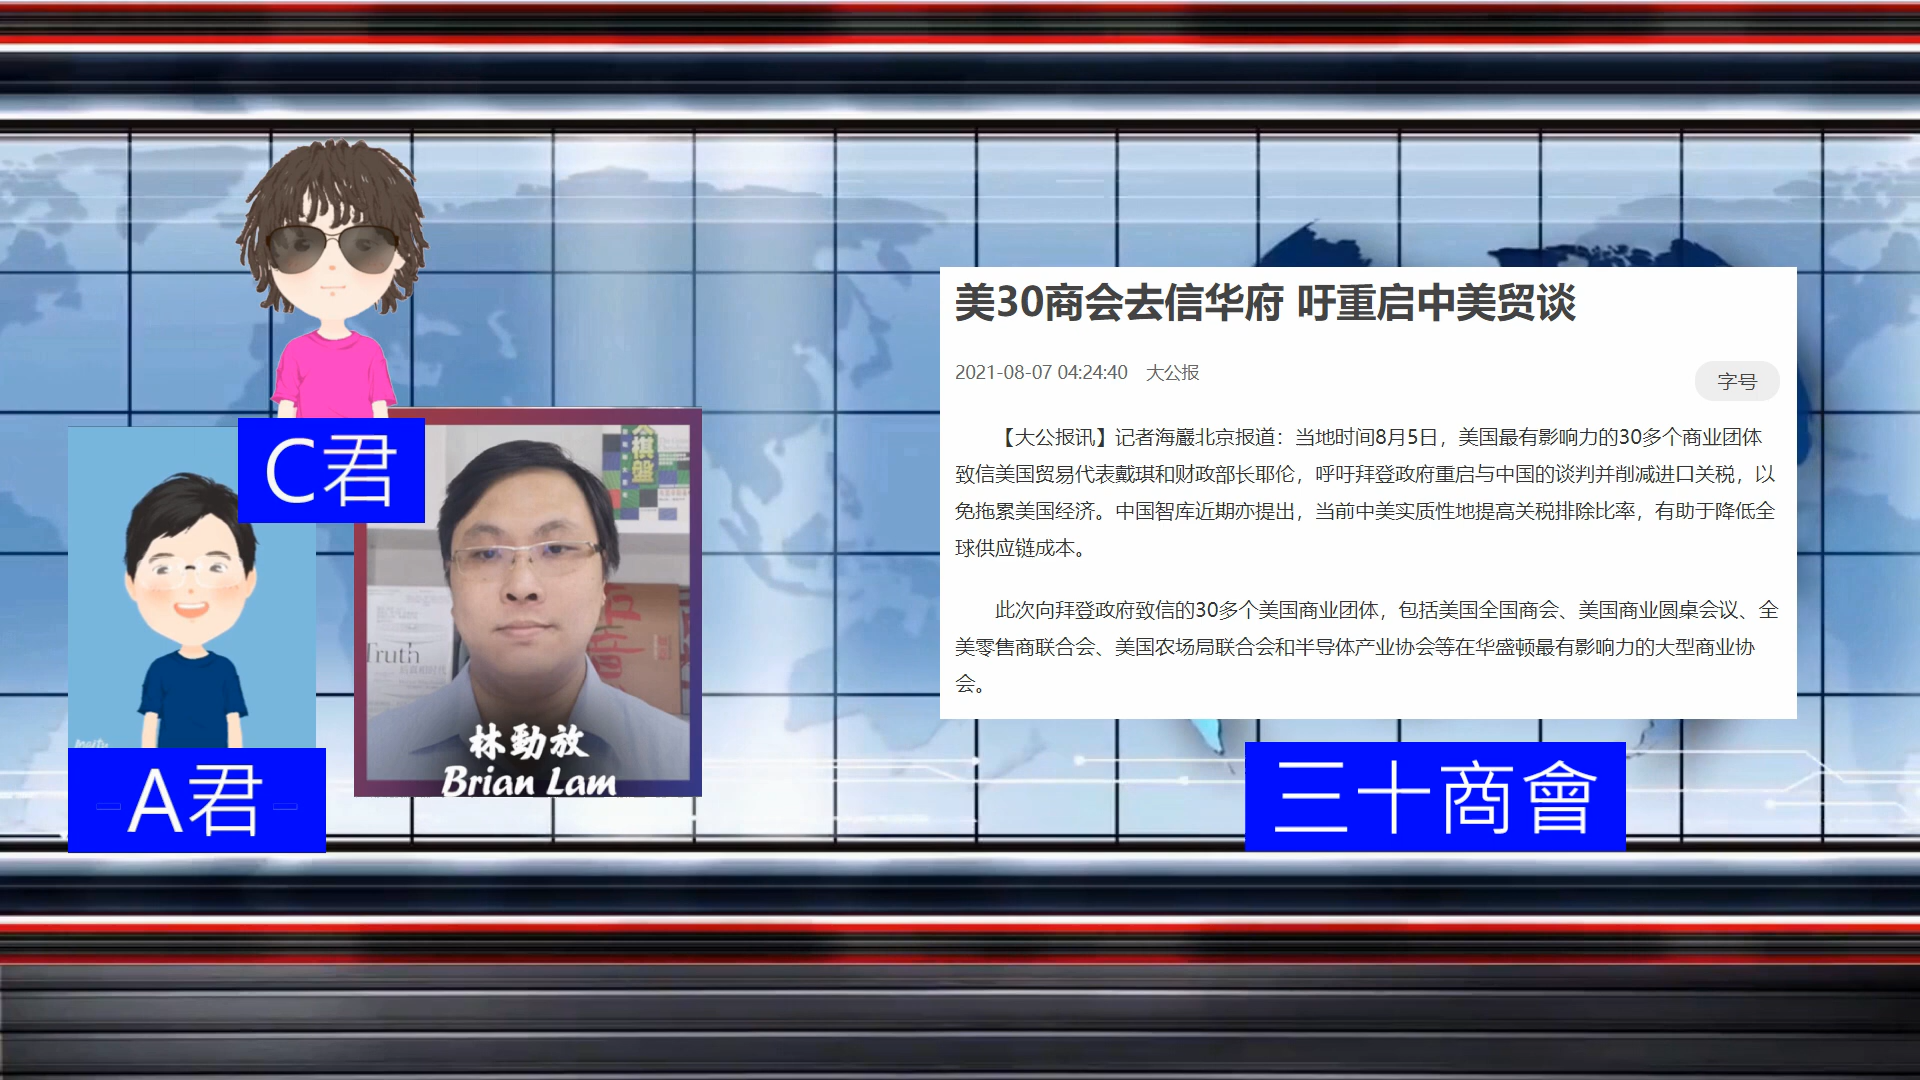 C君
A君
棋盤
Truth
林勁放
Brian Lam
美30商会去信华府 吁重启中美贸谈
2021-08-07 04:24:40 大公报
字号
【大公报讯】记者海巖北京报道：当地时间8月5日，美国最有影响力的30多个商业团体
致信美国贸易代表戴琪和财政部长耶伦，呼吁拜登政府重启与中国的谈判并削减进口关税，以
免拖累美国经济。中国智库近期亦提出，当前中美实质性地提高关税排除比率，有助于降低全
球供应链成本。
此次向拜登政府致信的30多个美国商业团体，包括美国全国商会、美国商业圆桌会议、全
美零售商联合会、美国农场局联合会和半导体产业协会等在华盛顿最有影响力的大型商业协
会。
三十商會